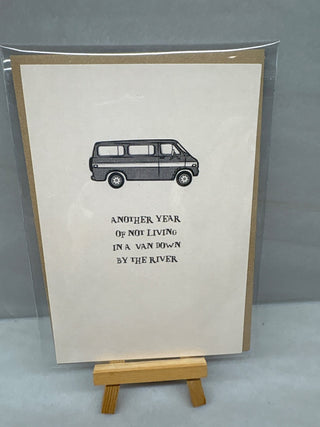 ANOTHER YEAR
OF NOT LIVING
IN A VAN DOWN
BY THE RIVER